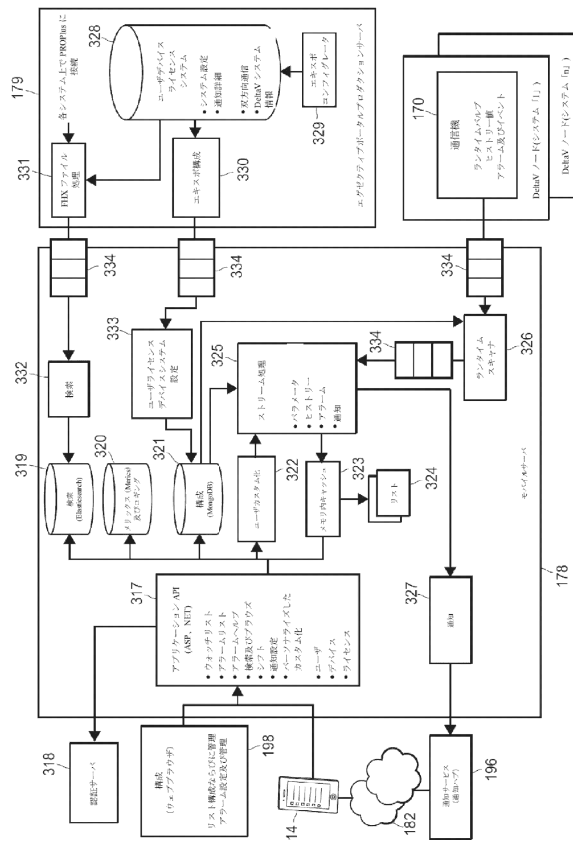 179
各システム上で PROPlus に
接続
331
FHX ファイル
処理
328
ユーザデバイス
ライセンス
システム
• システム設定
• 通知詳細
• 双方向通信
• DeltaV システム
情報
330
エキスポ構成
エキスポ
コンフィグレータ
329
エグゼクティブポータルプロダクションサーバ
170
通信機
ランタイムバルブ
ヒストリー値
アラーム及びイベント
DeltaV ノード(システム「1」)
DeltaV ノード(システム「n」)
334
334
334
332
検索
333
ユーザライセンス
デバイスシステム
設定
334
326
ランタイム
スキャナ
319
検索
(Elasticsearch)
320
メトリックス (Metrics)
及びロギング
321
構成
(MongoDB)
325
ストリーム処理
• パラメータ
• ヒストリー
• アラーム
• 通知
322
ユーザカスタム化
323
メモリ内キャッシュ
324
リスト
317
アプリケーション API
(ASP、NET)
• ウォッチリスト
• アラームリスト
• アラームヘルプ
• 検索及びブラウズ
• シフト
• 通知設定
• パーソナライズした
カスタム化
• ユーザ
• デバイス
• ライセンス
327
通知
モバイルサーバ
178
318
認証サーバ
構成
(ウェブブラウザ)
リスト構成ならびに管理
アラーム設定及び管理
198
14
182
通知サービス
(通知ハブ)
196